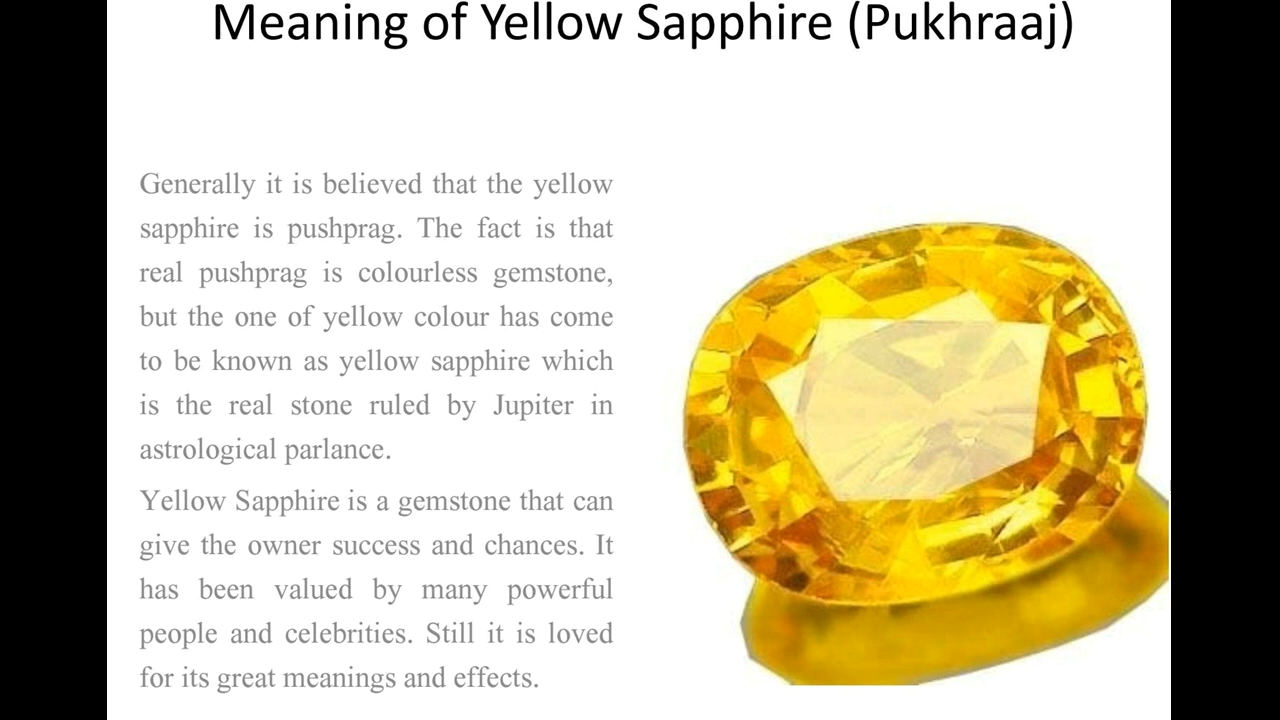 Meaning of Yellow Sapphire (Pukhraaj)
Generally it is believed that the yellow
sapphire is pushprag. The fact is that
real pushprag is colourless gemstone,
but the one of yellow colour has come
to be known as yellow sapphire which
is the real stone ruled by Jupiter in
astrological parlance.
Yellow Sapphire is a gemstone that can
give the owner success and chances. It
has been valued by many powerful
people and celebrities. Still it is loved
for its great meanings and effects.